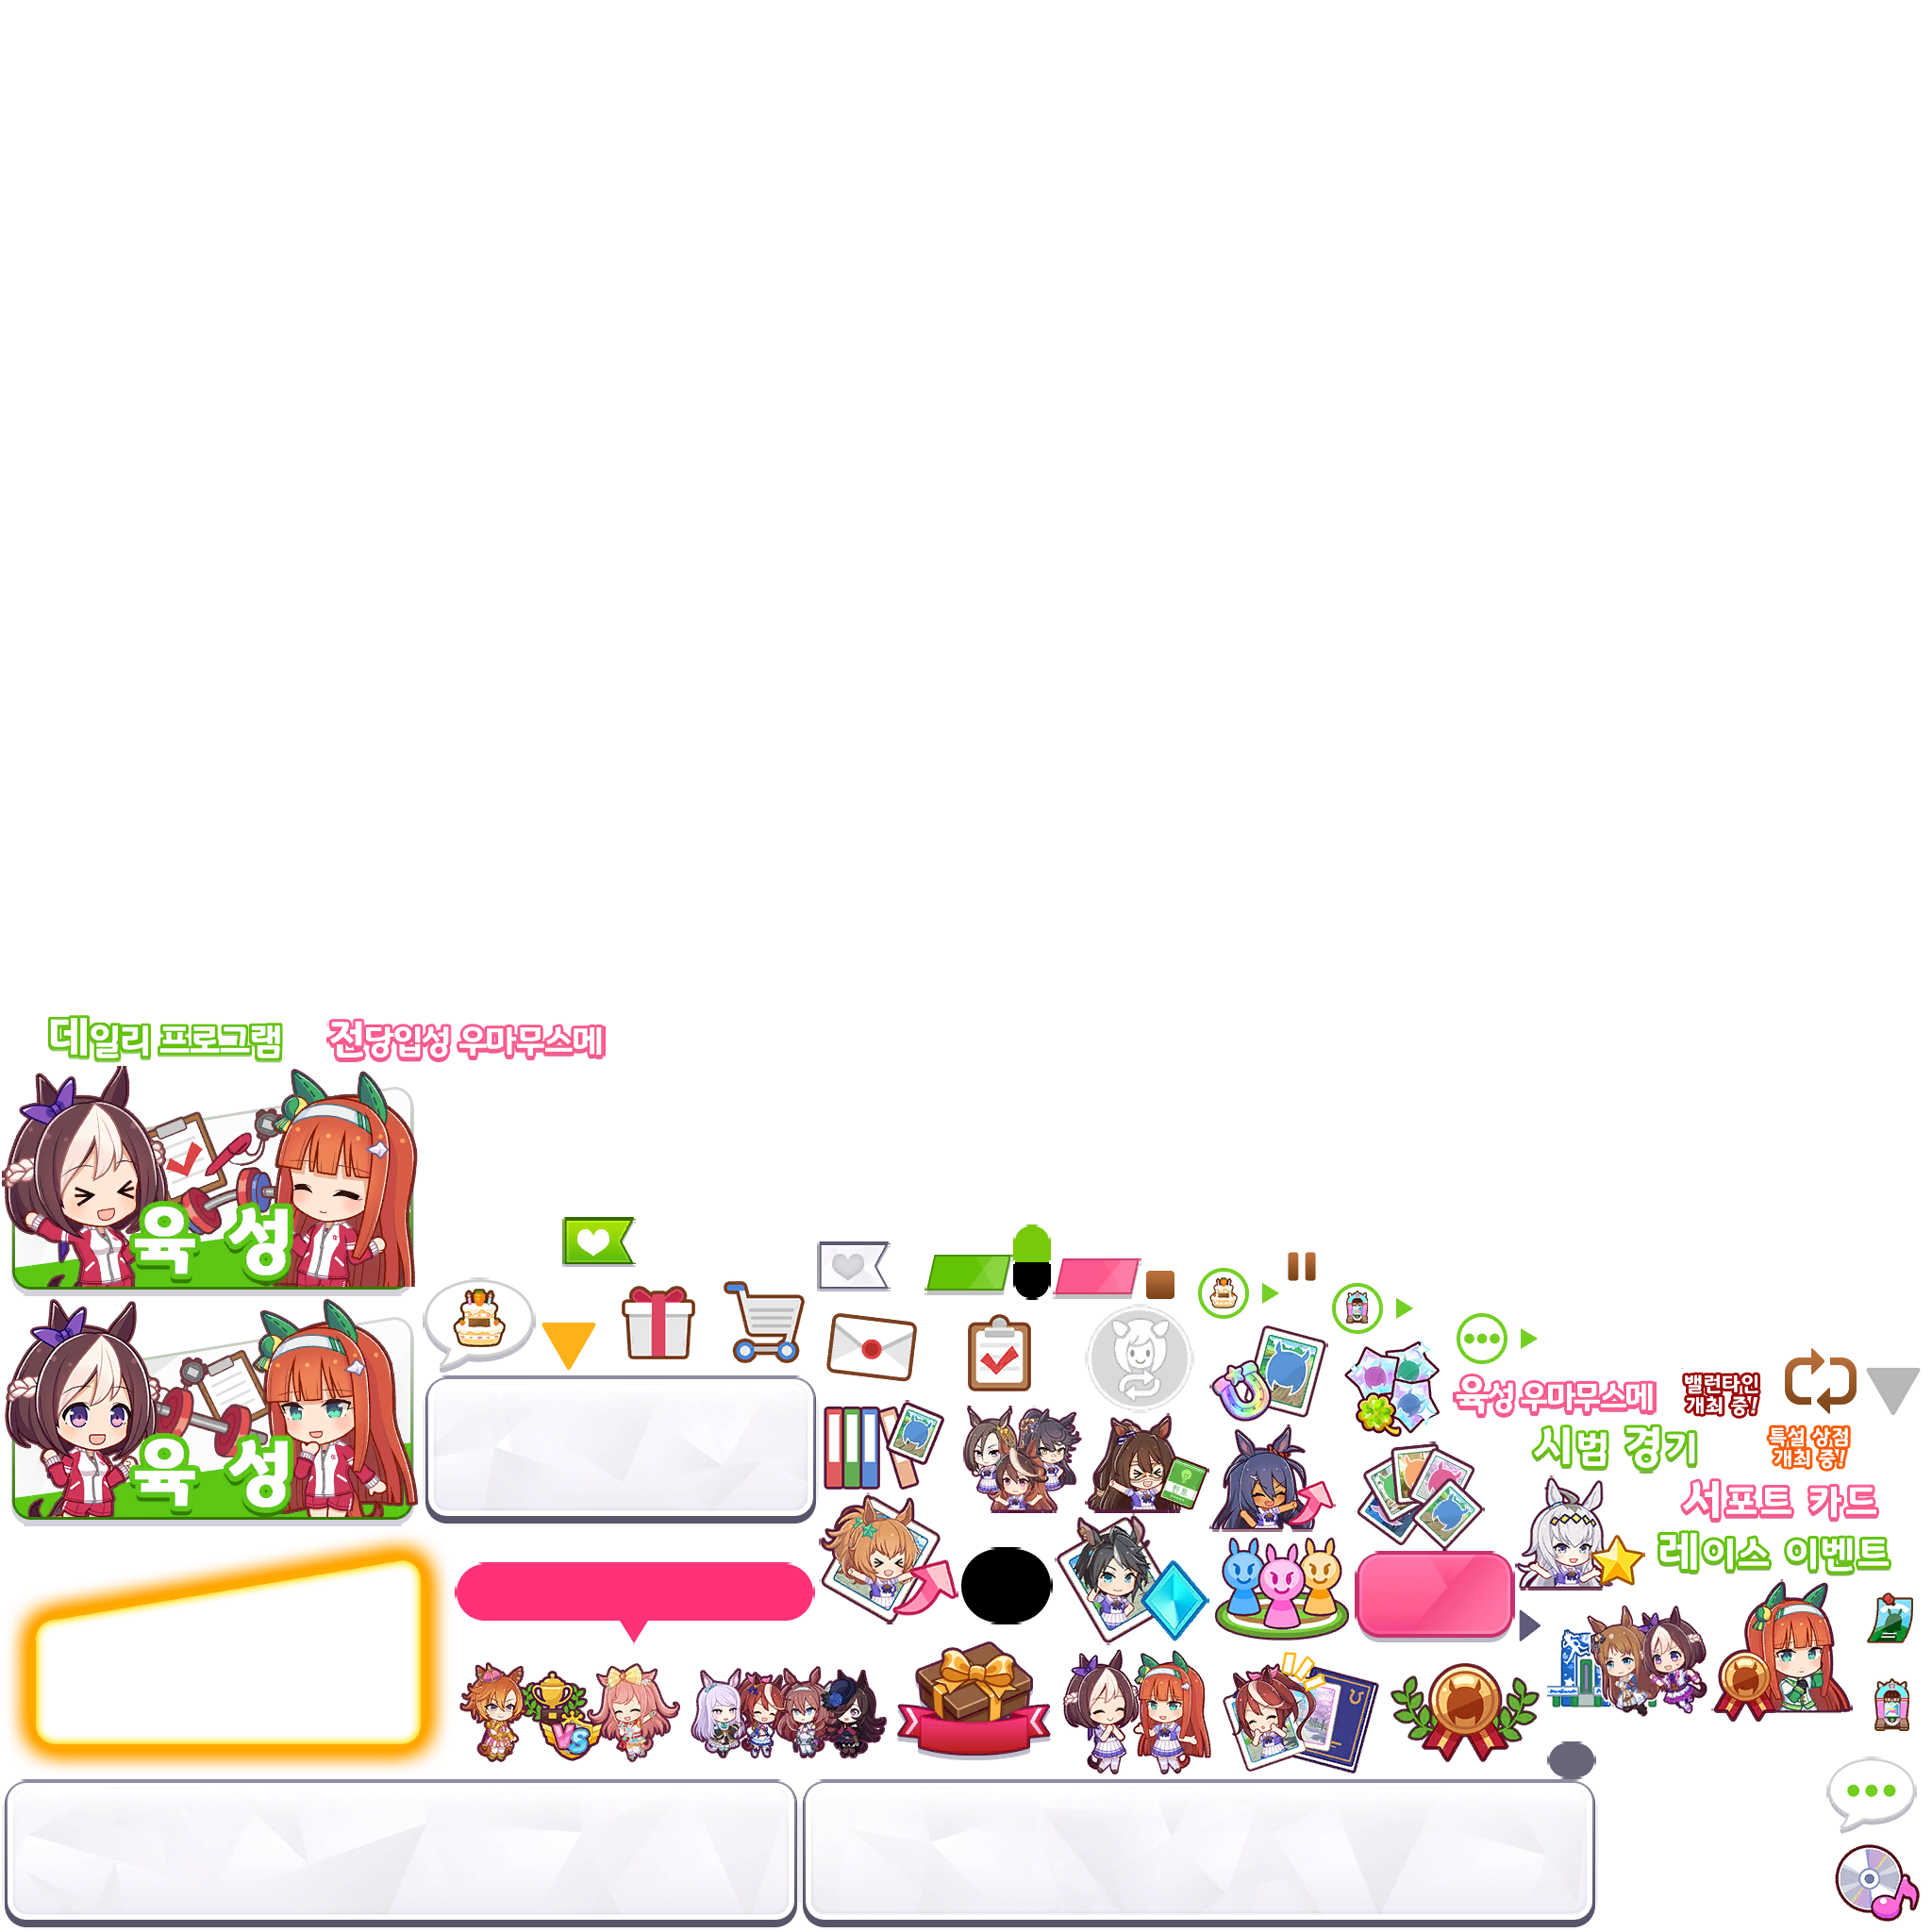 데일리 프로그램
전당입성 우마무스메
육성
육성
육성 우마무스메
밸런타인
개최 중!
시범 경기
특설 상점
개최 중!
서포트 카드
레이스 이벤트
VS